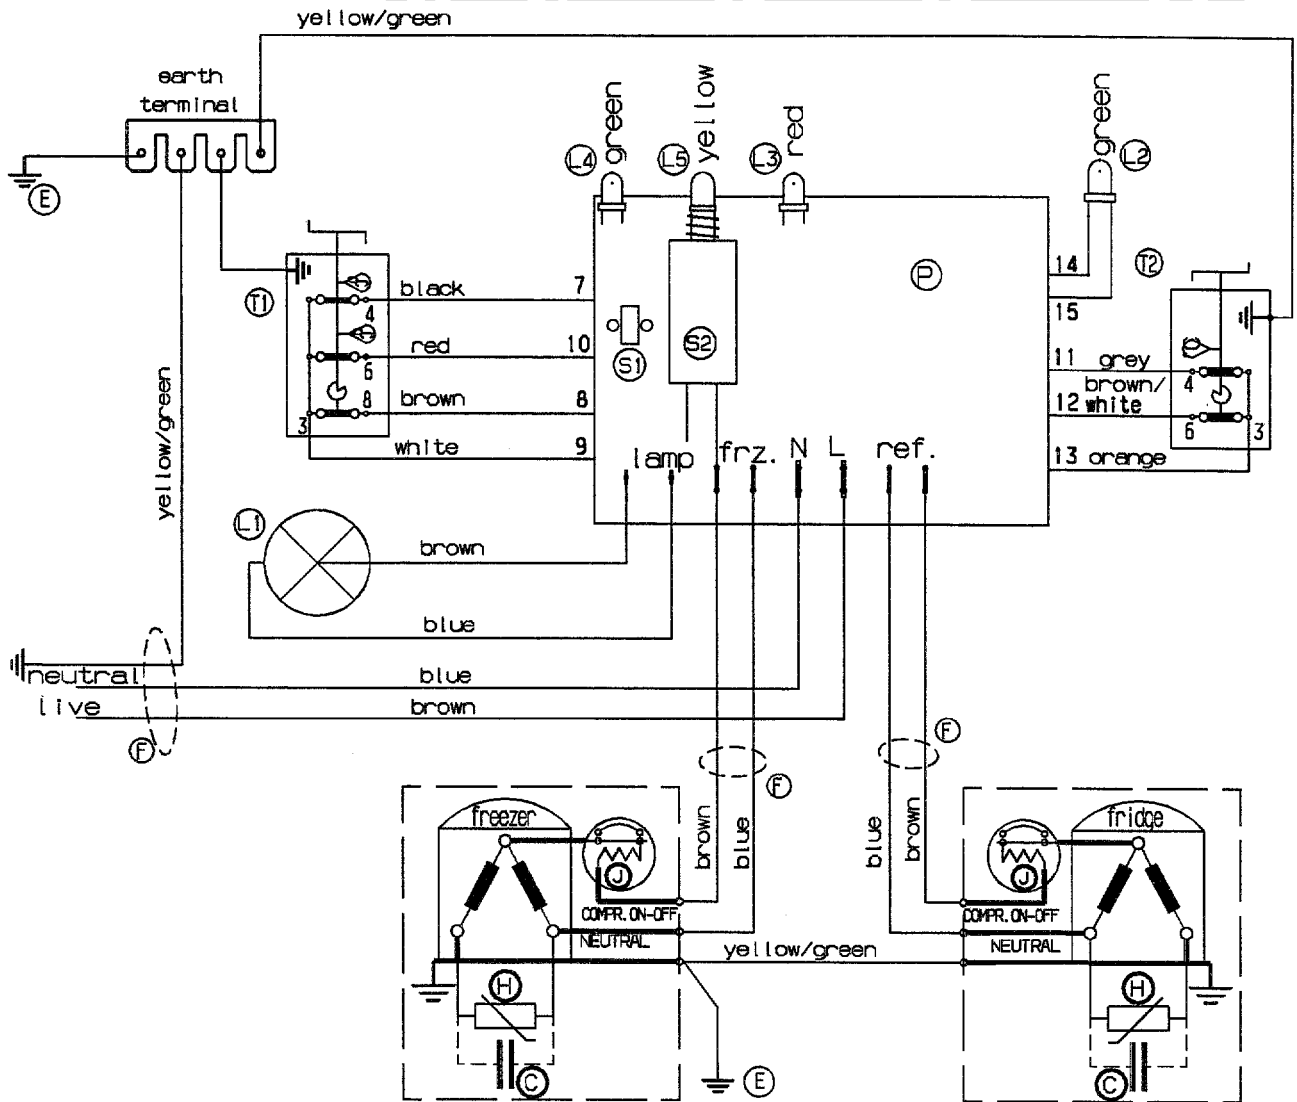 yellow/green
earth
terminal
E
green
yellow
red
green
L4
L5
L3
L2
T1
black
7
4
red
10
6
brown
8
8
3
white
9
S1
S2
P
14
15
T2
11
grey
4
12
brown/
white
6
3
13
orange
lamp
frz.
N
L
ref.
yellow/green
L1
brown
blue
neutral
blue
live
brown
F
F
F
brown
blue
blue
brown
freezer
J
COMPR. ON-OFF
NEUTRAL
fridge
J
COMPR. ON-OFF
NEUTRAL
yellow/green
H
C
E
H
C